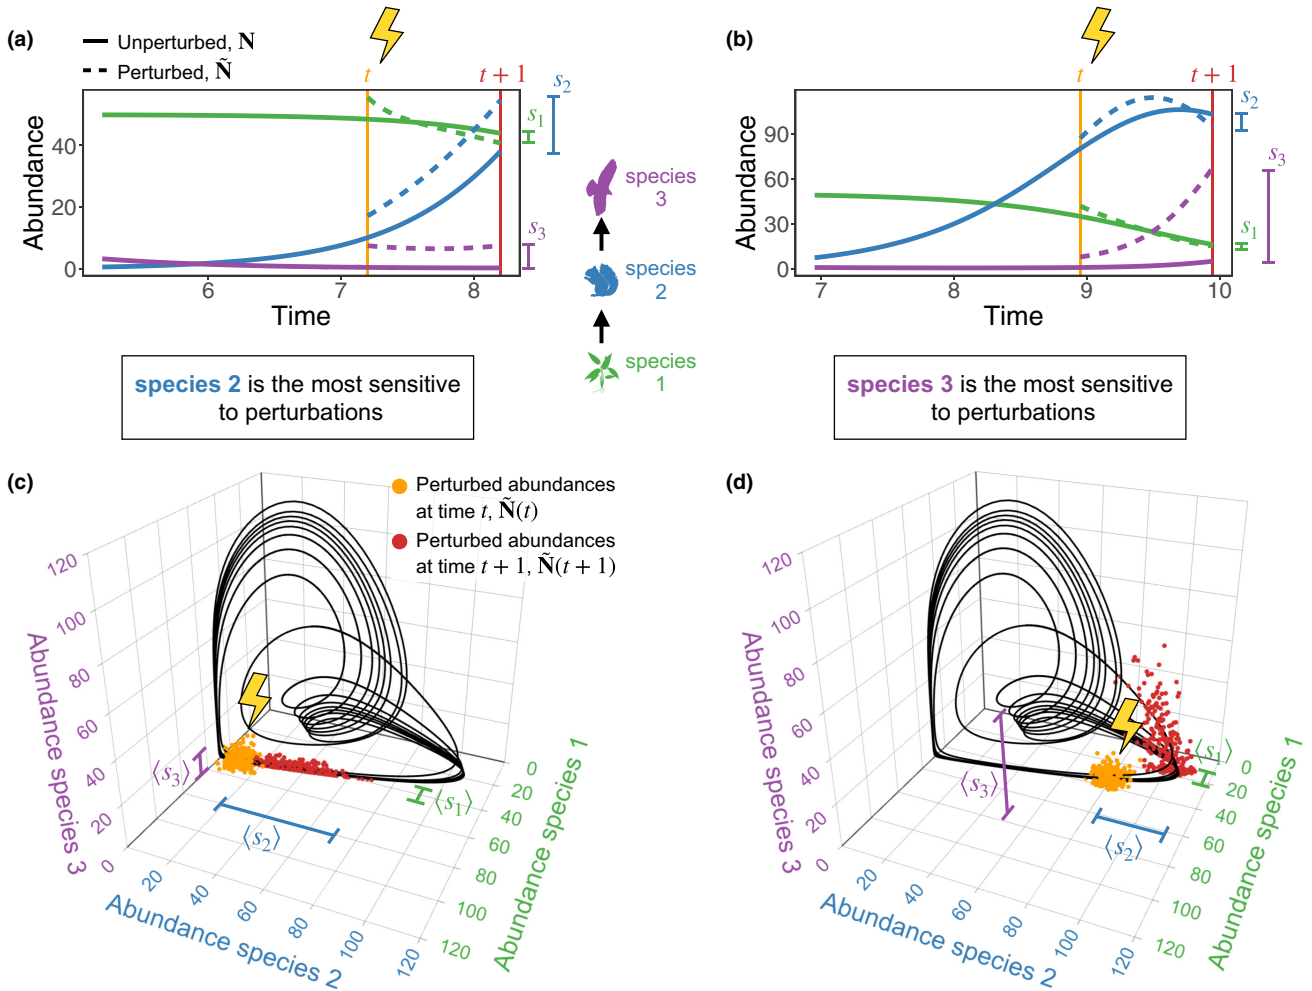 (a)
Unperturbed, N
Perturbed, Ñ
t
t + 1
s₂
s₁
s₃
Abundance
40
20
0
6
7
8
Time
species 2 is the most sensitive
to perturbations
species
3
species
2
species
1
(b)
t
t + 1
s₂
s₃
s₁
Abundance
90
60
30
0
7
8
9
10
Time
species 3 is the most sensitive
to perturbations
(c)
Perturbed abundances
at time t, Ñ(t)
Perturbed abundances
at time t + 1, Ñ(t + 1)
120
100
80
60
40
20
0
Abundance species 3
⟨s₃⟩
⟨s₂⟩
⟨s₁⟩
20
40
60
80
100
120
Abundance species 2
0
20
40
60
80
100
120
Abundance species 1
(d)
120
100
80
60
40
20
0
Abundance species 3
⟨s₃⟩
⟨s₂⟩
⟨s₁⟩
20
40
60
80
100
120
Abundance species 2
0
20
40
60
80
100
120
Abundance species 1